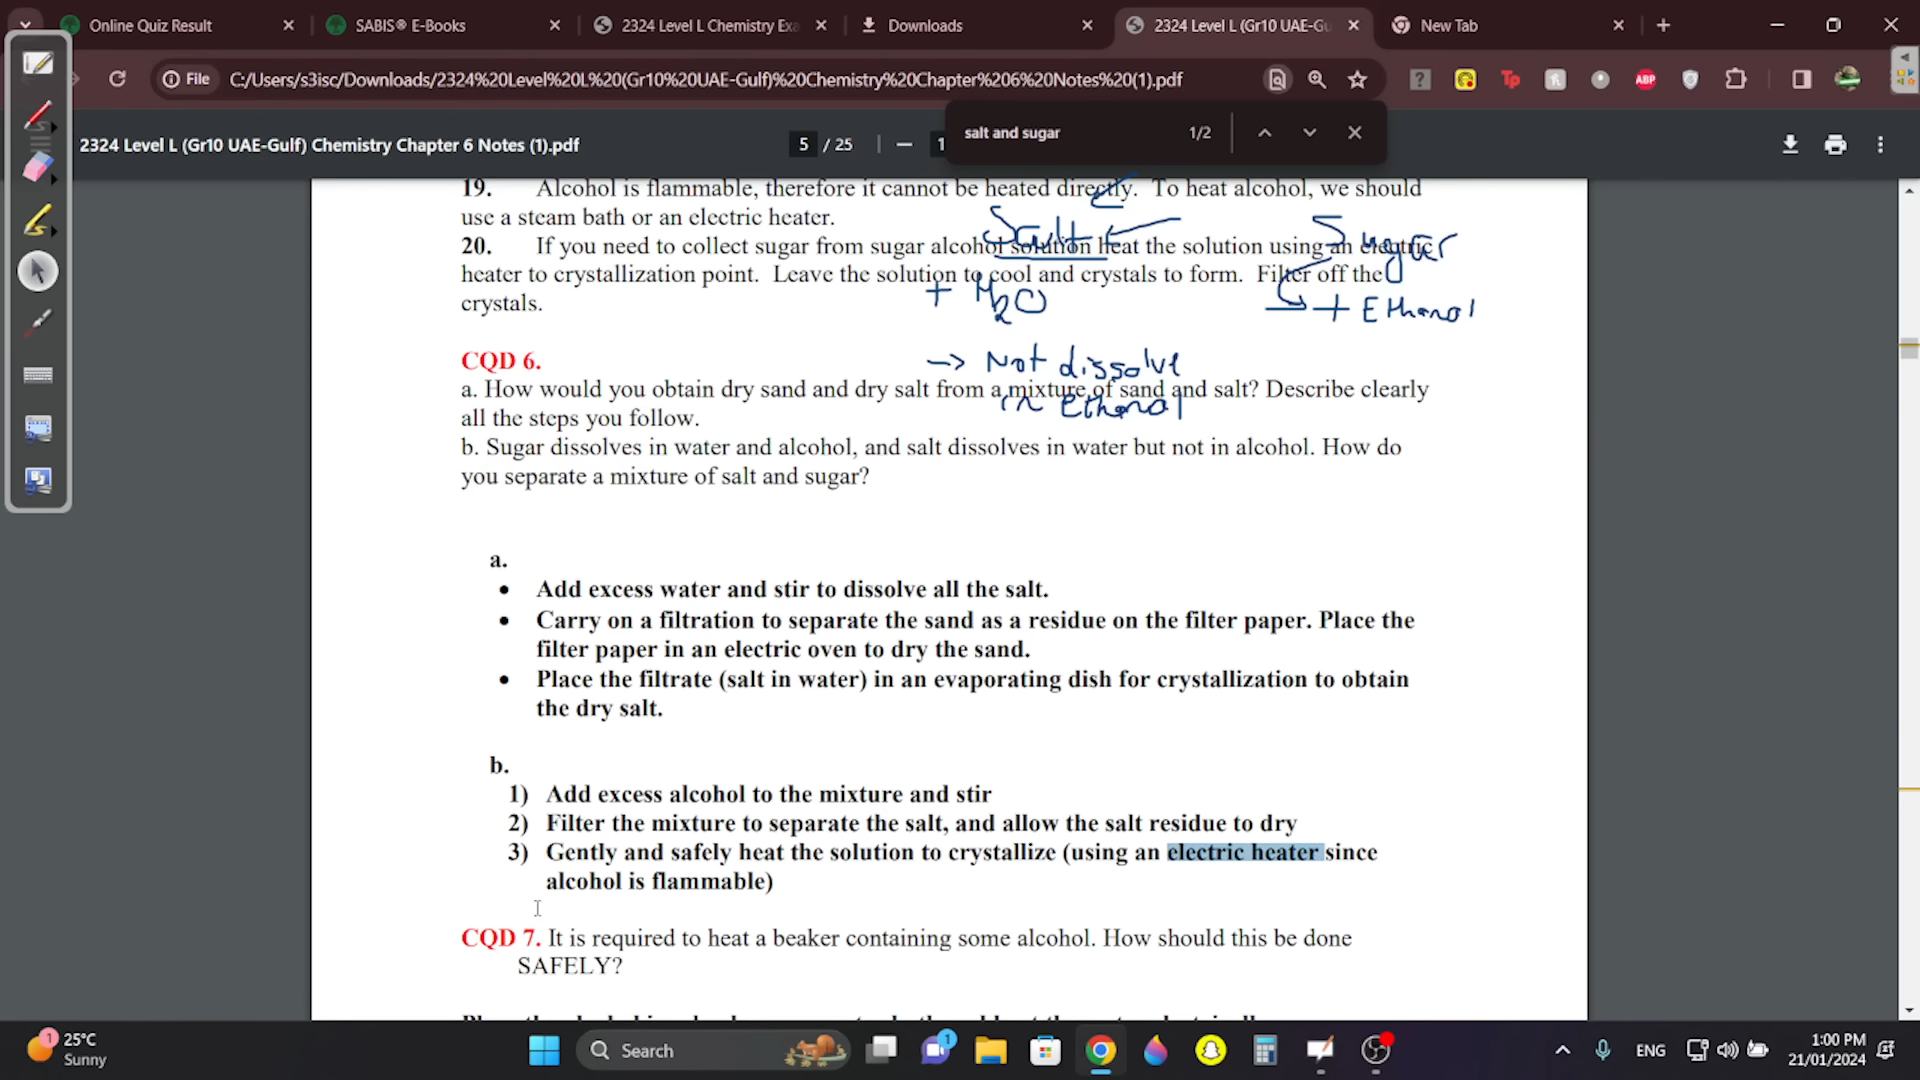 Online Quiz Result
SABIS® E-Books
2324 Level L Chemistry Exa
Downloads
2324 Level L (Gr10 UAE-Gu
New Tab
File
C:/Users/s3isc/Downloads/2324%20Level%20L%20(Gr10%20UAE-Gulf)%20Chemistry%20Chapter%206%20Notes%20(1).pdf
Tp
ABP
salt and sugar 1/2
2324 Level L (Gr10 UAE-Gulf) Chemistry Chapter 6 Notes (1).pdf
5 / 25
1
19. Alcohol is flammable, therefore it cannot be heated directly. To heat alcohol, we should
use a steam bath or an electric heater.
Salt
Sugar
20. If you need to collect sugar from sugar alcohol solution heat the solution using an electric
heater to crystallization point. Leave the solution to cool and crystals to form. Filter off the
crystals.
+ H2O
+ Ethanol
CQD 6.
-> Not dissolve
in Ethanol
a. How would you obtain dry sand and dry salt from a mixture of sand and salt? Describe clearly
all the steps you follow.
b. Sugar dissolves in water and alcohol, and salt dissolves in water but not in alcohol. How do
you separate a mixture of salt and sugar?
a.
• Add excess water and stir to dissolve all the salt.
• Carry on a filtration to separate the sand as a residue on the filter paper. Place the
filter paper in an electric oven to dry the sand.
• Place the filtrate (salt in water) in an evaporating dish for crystallization to obtain
the dry salt.
b.
1) Add excess alcohol to the mixture and stir
2) Filter the mixture to separate the salt, and allow the salt residue to dry
3) Gently and safely heat the solution to crystallize (using an electric heater since
alcohol is flammable)
CQD 7. It is required to heat a beaker containing some alcohol. How should this be done
SAFELY?
1
25°C
Sunny
Search
1
ENG
1:00 PM
21/01/2024